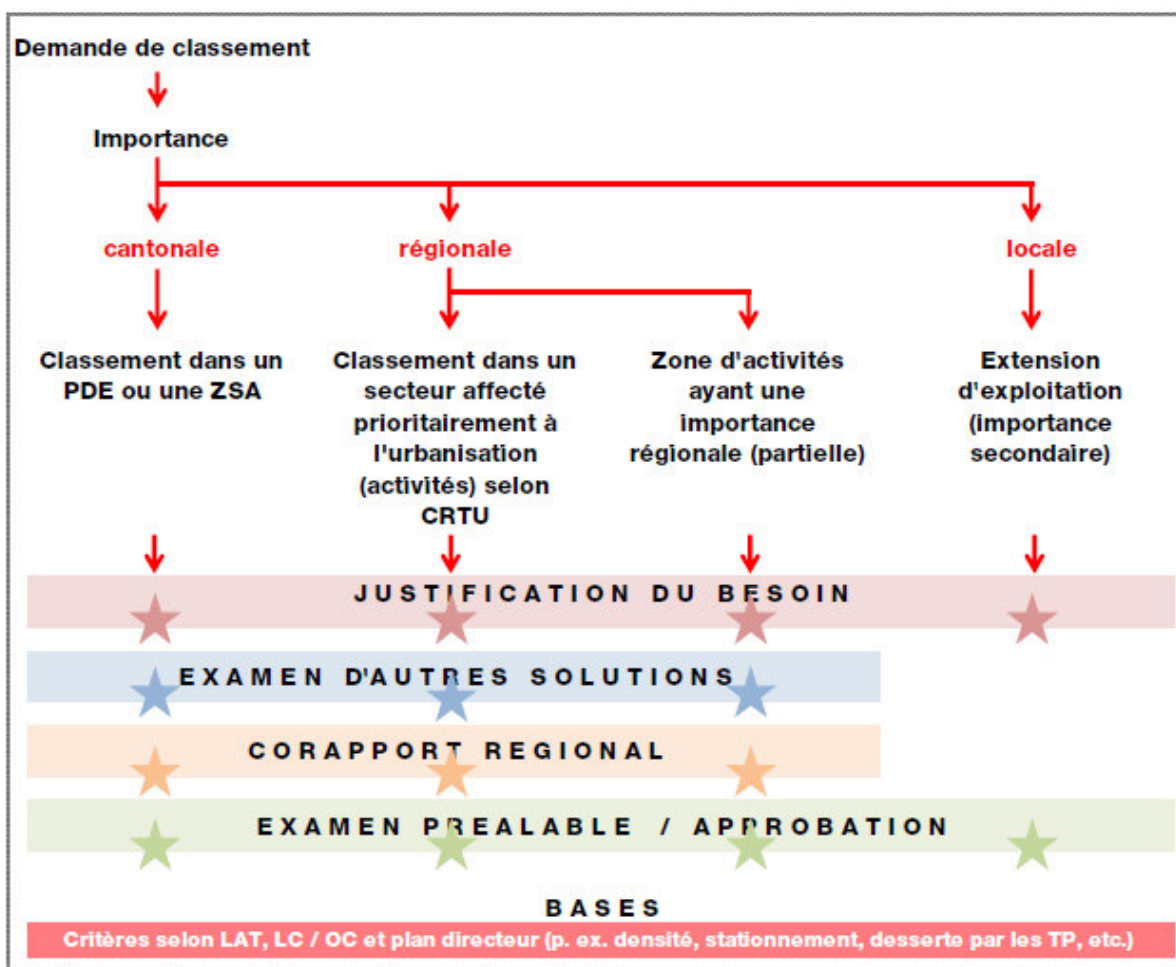 Demande de classement
Importance
cantonale
régionale
locale
Classement dans un
PDE ou une ZSA
Classement dans un
secteur affecté
prioritairement à
l'urbanisation
(activités) selon
CRTU
Zone d'activités
ayant une
importance
régionale (partielle)
Extension
d'exploitation
(importance
secondaire)
JUSTIFICATION DU BESOIN
EXAMEN D'AUTRES SOLUTIONS
CORAPPORT REGIONAL
EXAMEN PREALABLE / APPROBATION
BASES
Critères selon LAT, LC / OC et plan directeur (p. ex. densité, stationnement, desserte par les TP, etc.)